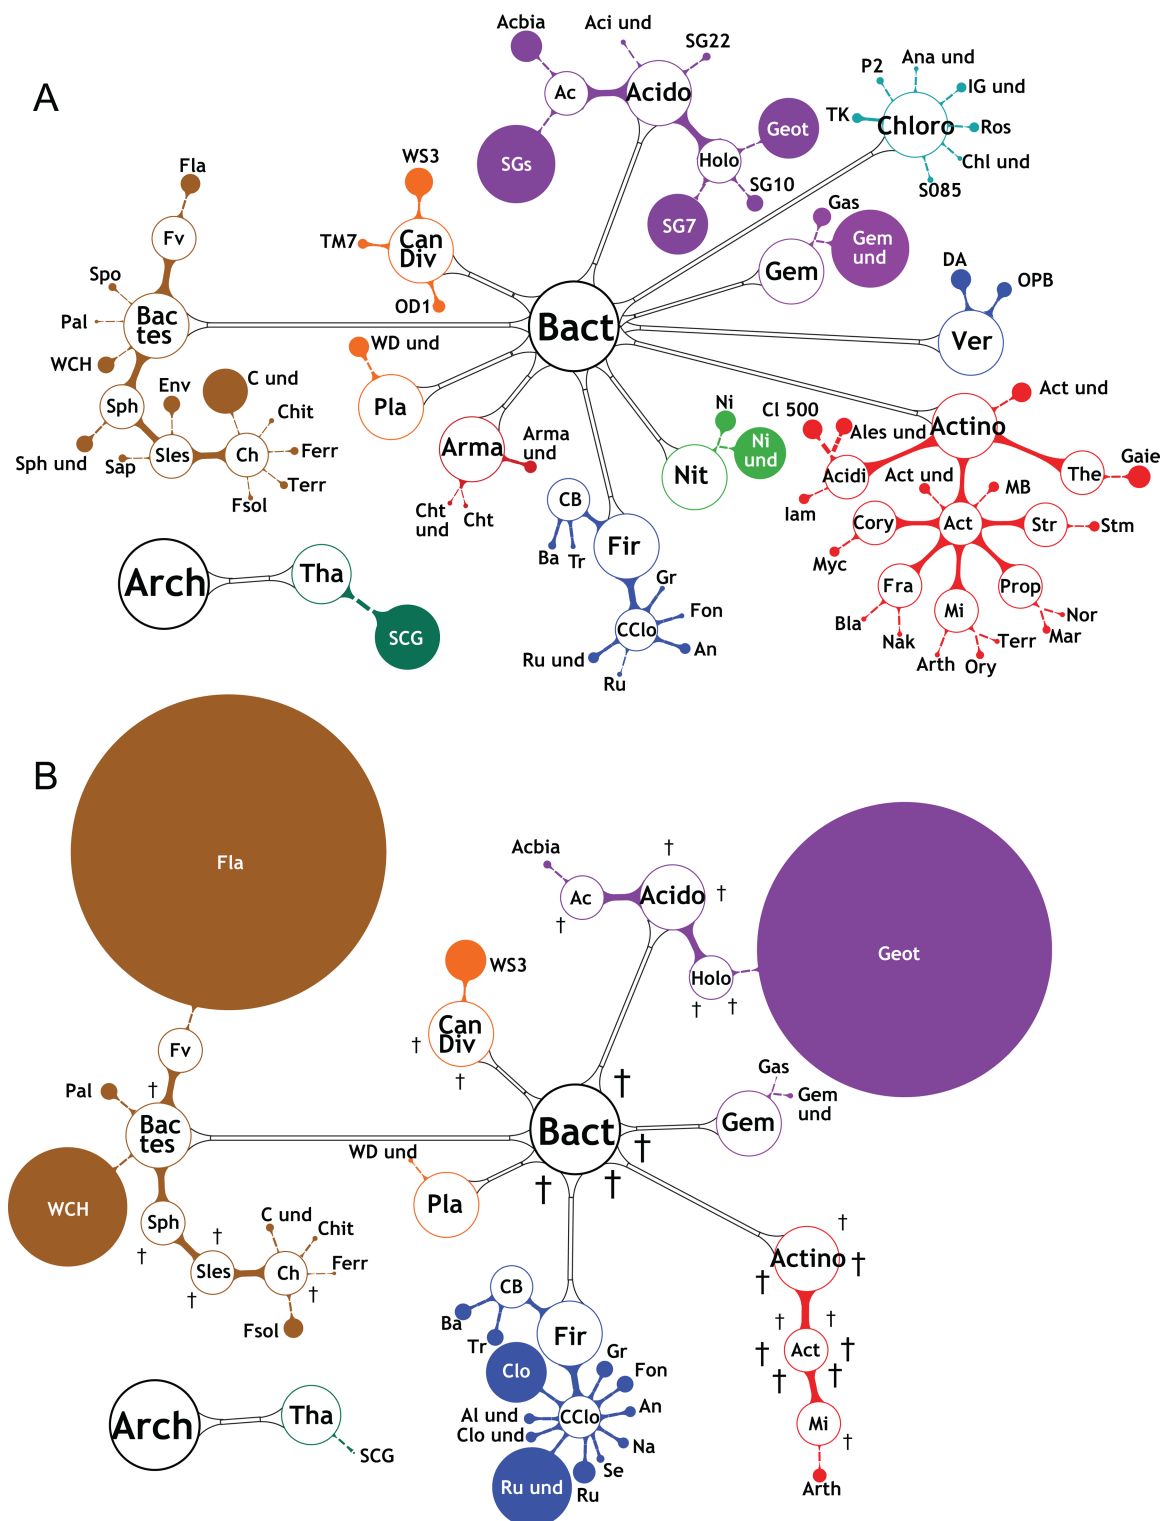 A
Acbia
Aci und
SG22
Ac
Acido
SGs
Geot
Holo
SG10
SG7
P2
Ana und
IG und
TK
Chloro
Ros
Chl und
S085
WS3
TM7
Can
Div
OD1
Gas
Gem
Gem
und
DA
OPB
Ver
Fla
Fv
Spo
Pal
Bac
tes
WCH
Bact
WD und
Pla
Sph
Env
C und
Chit
Sph und
Sap
Sles
Ch
Ferr
Terr
Fsol
Arma
Arma
und
Cht
und
Cht
Ni
Ni
und
Nit
Cl 500
Ales und
Actino
Act und
Acidi
Iam
Act und
MB
The
Gaie
Cory
Act
Str
Stm
Myc
Fra
Mi
Prop
Bla
Nak
Arth
Ory
Terr
Mar
Nor
CB
Ba
Tr
Fir
Gr
Fon
CClo
An
Ru und
Ru
Arch
Tha
SCG
B
Fla
Acbia
†
Ac
Acido
†
†
Geot
Holo
†
†
WS3
Can
Div
†
†
Fv
Pal
†
Bac
tes
WCH
Bact
†
†
†
†
Gas
Gem
und
Gem
WD und
Pla
Sph
†
†
Sles
†
C und
Chit
Ch
Ferr
†
Fsol
†
Actino
†
†
†
†
†
Act
†
†
†
Mi
†
Arth
CB
Ba
Tr
Fir
Clo
Gr
Fon
Al und
Clo und
CClo
An
Na
Se
Ru
Ru und
Arch
Tha
SCG